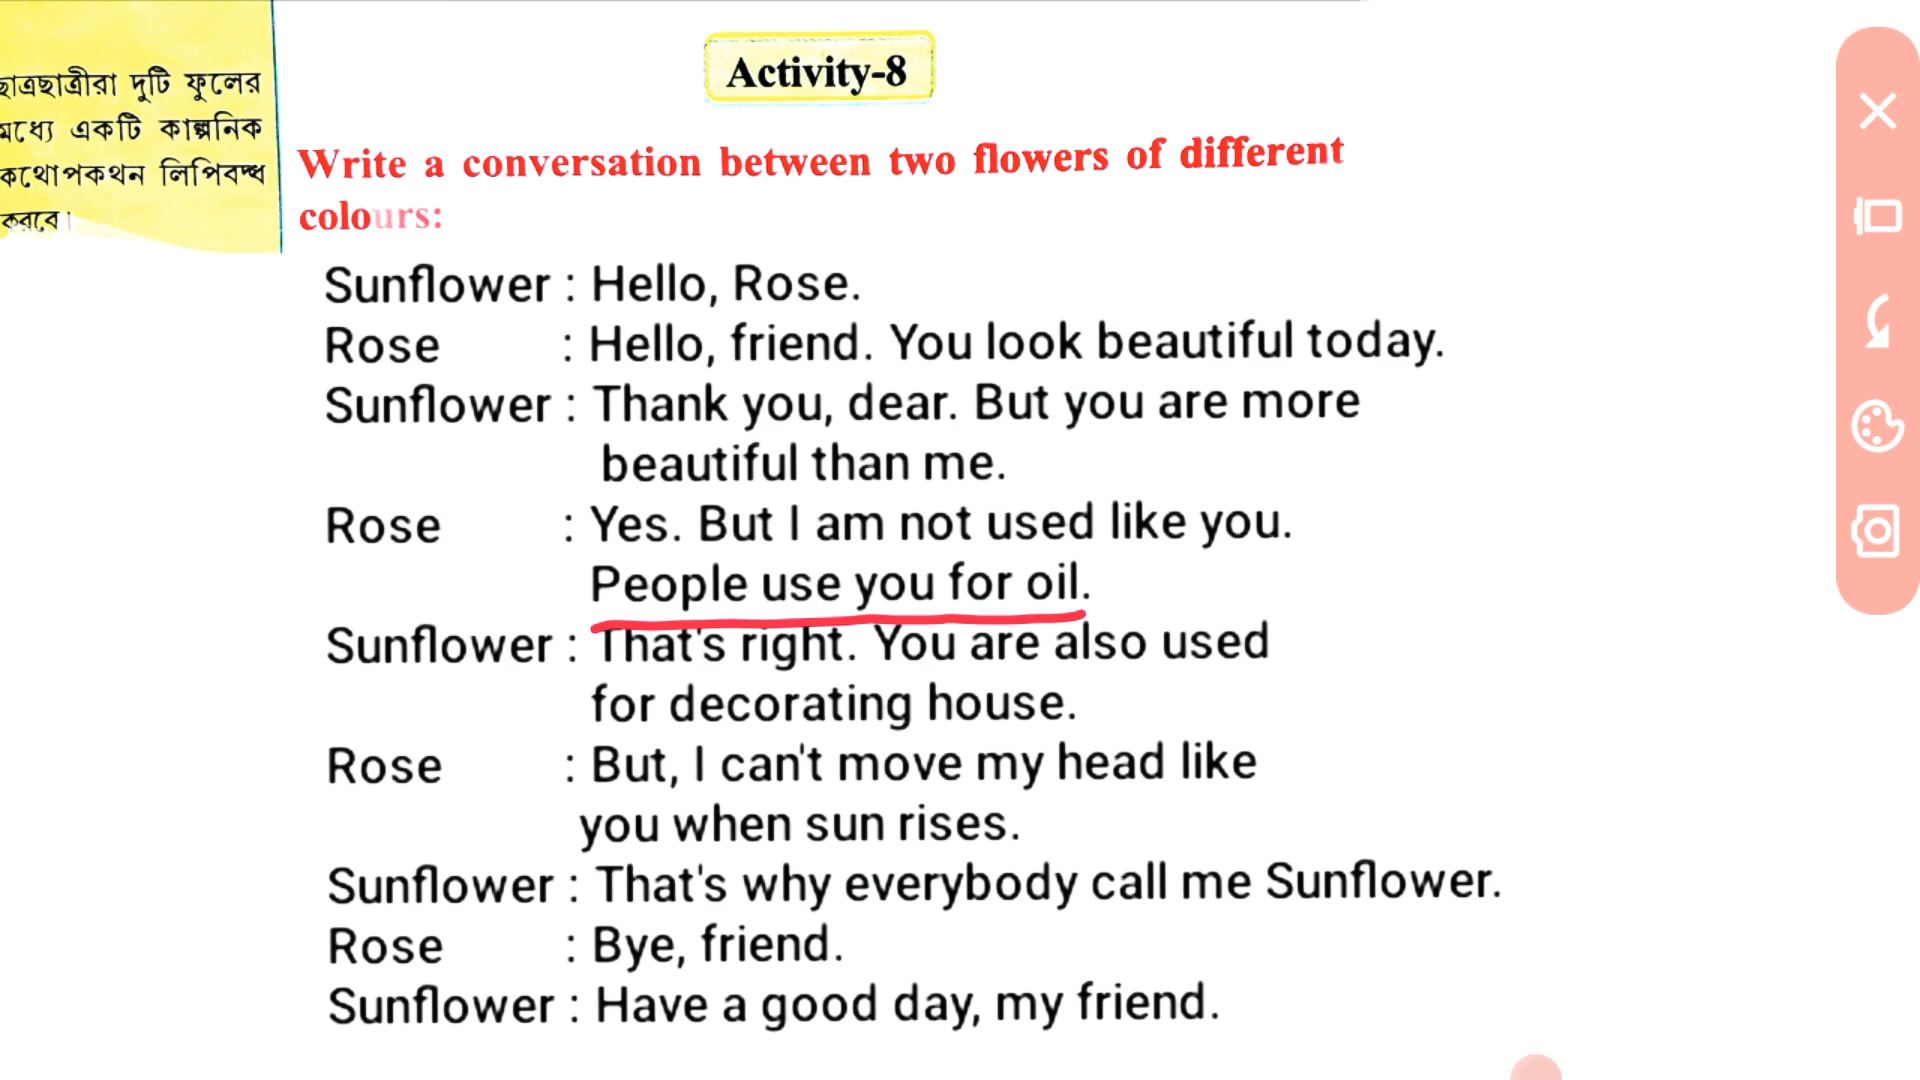 ছাত্রছাত্রীরা দুটি ফুলের
মধ্যে একটি কাল্পনিক
কথোপকথন লিপিবদ্ধ
করবে।
Activity-8
Write a conversation between two flowers of different
colours:
Sunflower : Hello, Rose.
Rose : Hello, friend. You look beautiful today.
Sunflower : Thank you, dear. But you are more
beautiful than me.
Rose : Yes. But I am not used like you.
People use you for oil.
Sunflower : That's right. You are also used
for decorating house.
Rose : But, I can't move my head like
you when sun rises.
Sunflower : That's why everybody call me Sunflower.
Rose : Bye, friend.
Sunflower : Have a good day, my friend.